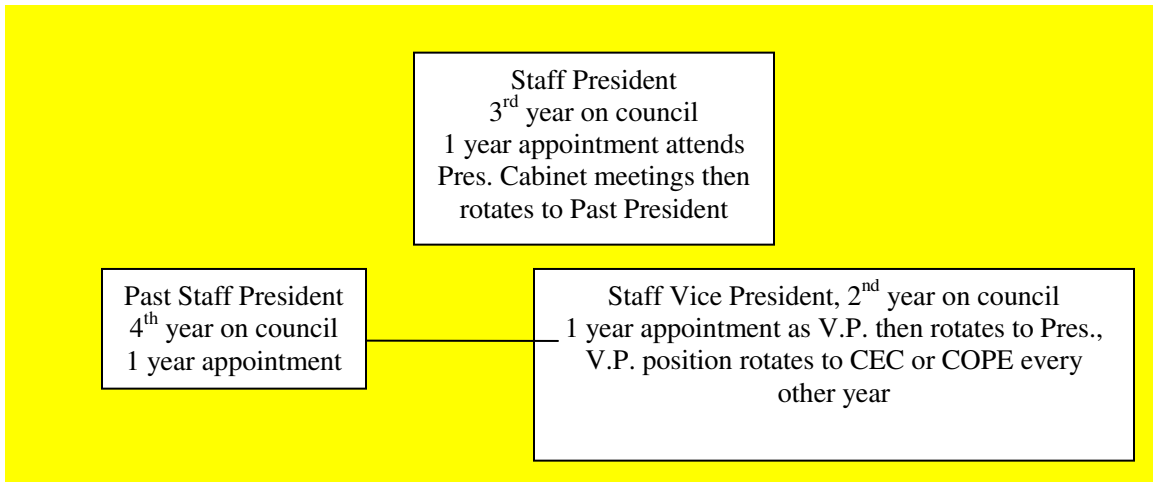 Staff President
3rd year on council
1 year appointment attends
Pres. Cabinet meetings then
rotates to Past President
Past Staff President
4th year on council
1 year appointment
Staff Vice President, 2nd year on council
1 year appointment as V.P. then rotates to Pres.,
V.P. position rotates to CEC or COPE every
other year